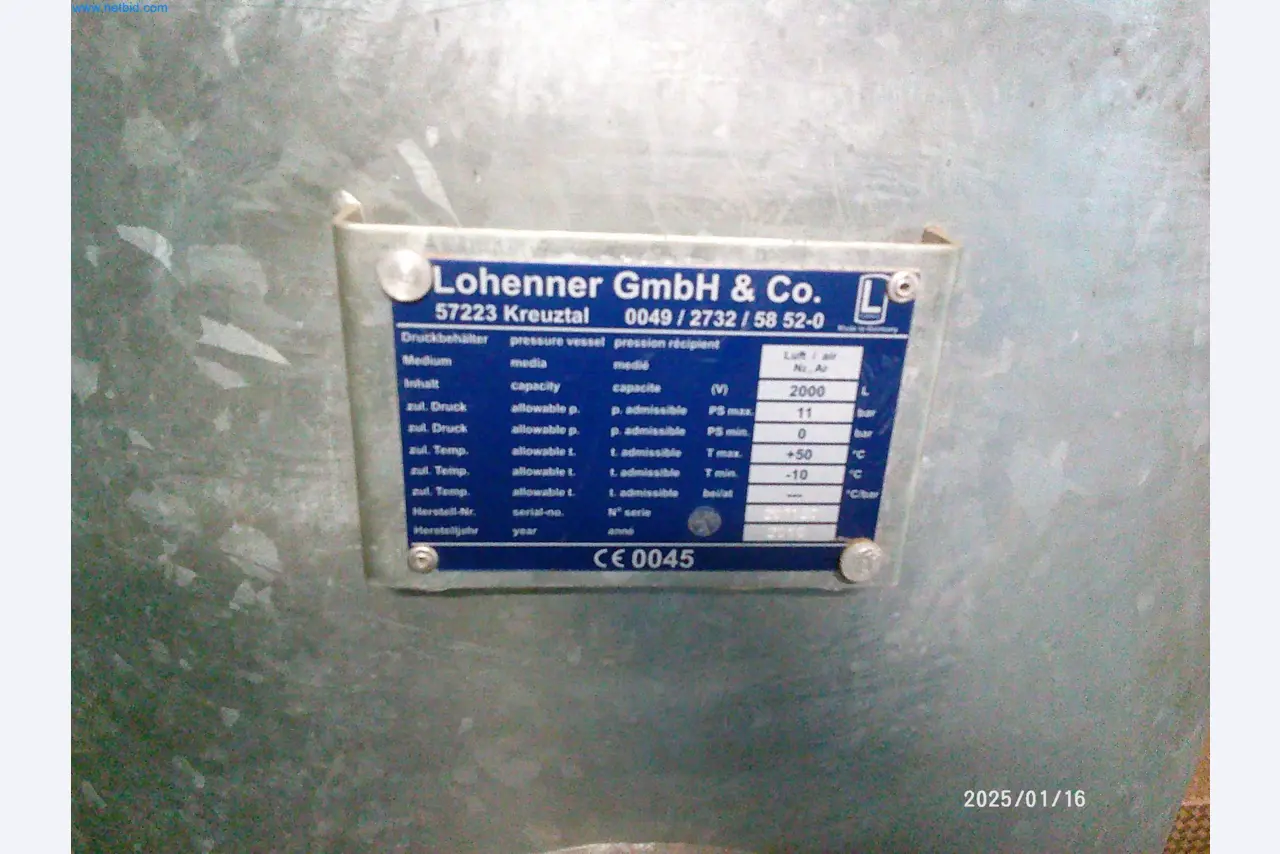 www.netbid.com
Lohenner GmbH & Co.
57223 Kreuztal 0049 / 2732 / 58 52-0
L
Made in Germany
Druckbehälter pressure vessel pression récipient
Medium media medié Luft / air
N₂, Ar
Inhalt capacity capacite (V) 2000 L
zul. Druck allowable p. p. admissible PS max. 11 bar
zul. Druck allowable p. p. admissible PS min. 0 bar
zul. Temp. allowable t. t. admissible T max. +50 °C
zul. Temp. allowable t. t. admissible T min. -10 °C
zul. Temp. allowable t. t. admissible bei/at --- °C/bar
Herstell-Nr. serial-no. N° serie
Herstelljahr year anné
CE 0045
2025/01/16